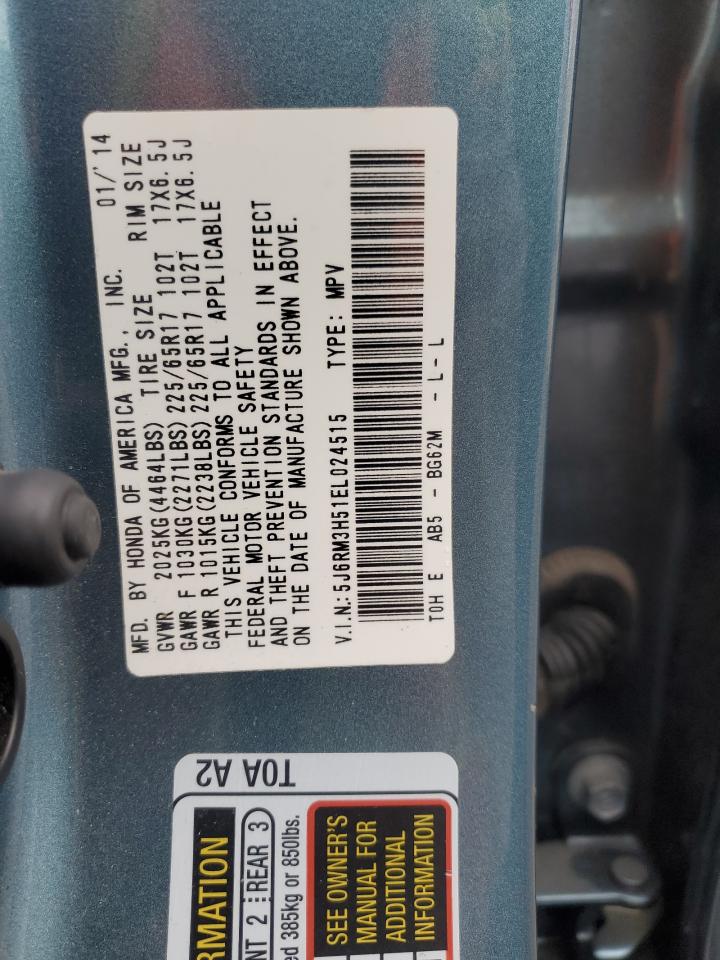 MFD. BY HONDA OF AMERICA MFG., INC. 01/'14
GVWR 2025KG(4464LBS) TIRE SIZE RIM SIZE
GAWR F 1030KG(2271LBS) 225/65R17 102T 17X6. 5J
GAWR R 1015KG(2238LBS) 225/65R17 102T 17X6. 5J
THIS VEHICLE CONFORMS TO ALL APPLICABLE
FEDERAL MOTOR VEHICLE SAFETY
AND THEFT PREVENTION STANDARDS IN EFFECT
ON THE DATE OF MANUFACTURE SHOWN ABOVE.
V.I.N.: 5J6RM3H51EL024515 TYPE: MPV
T0H E AB5 - BG62M - L - L
T0A A2
RMATION
NT 2 REAR 3
ed 385kg or 850lbs.
SEE OWNER'S
MANUAL FOR
ADDITIONAL
INFORMATION